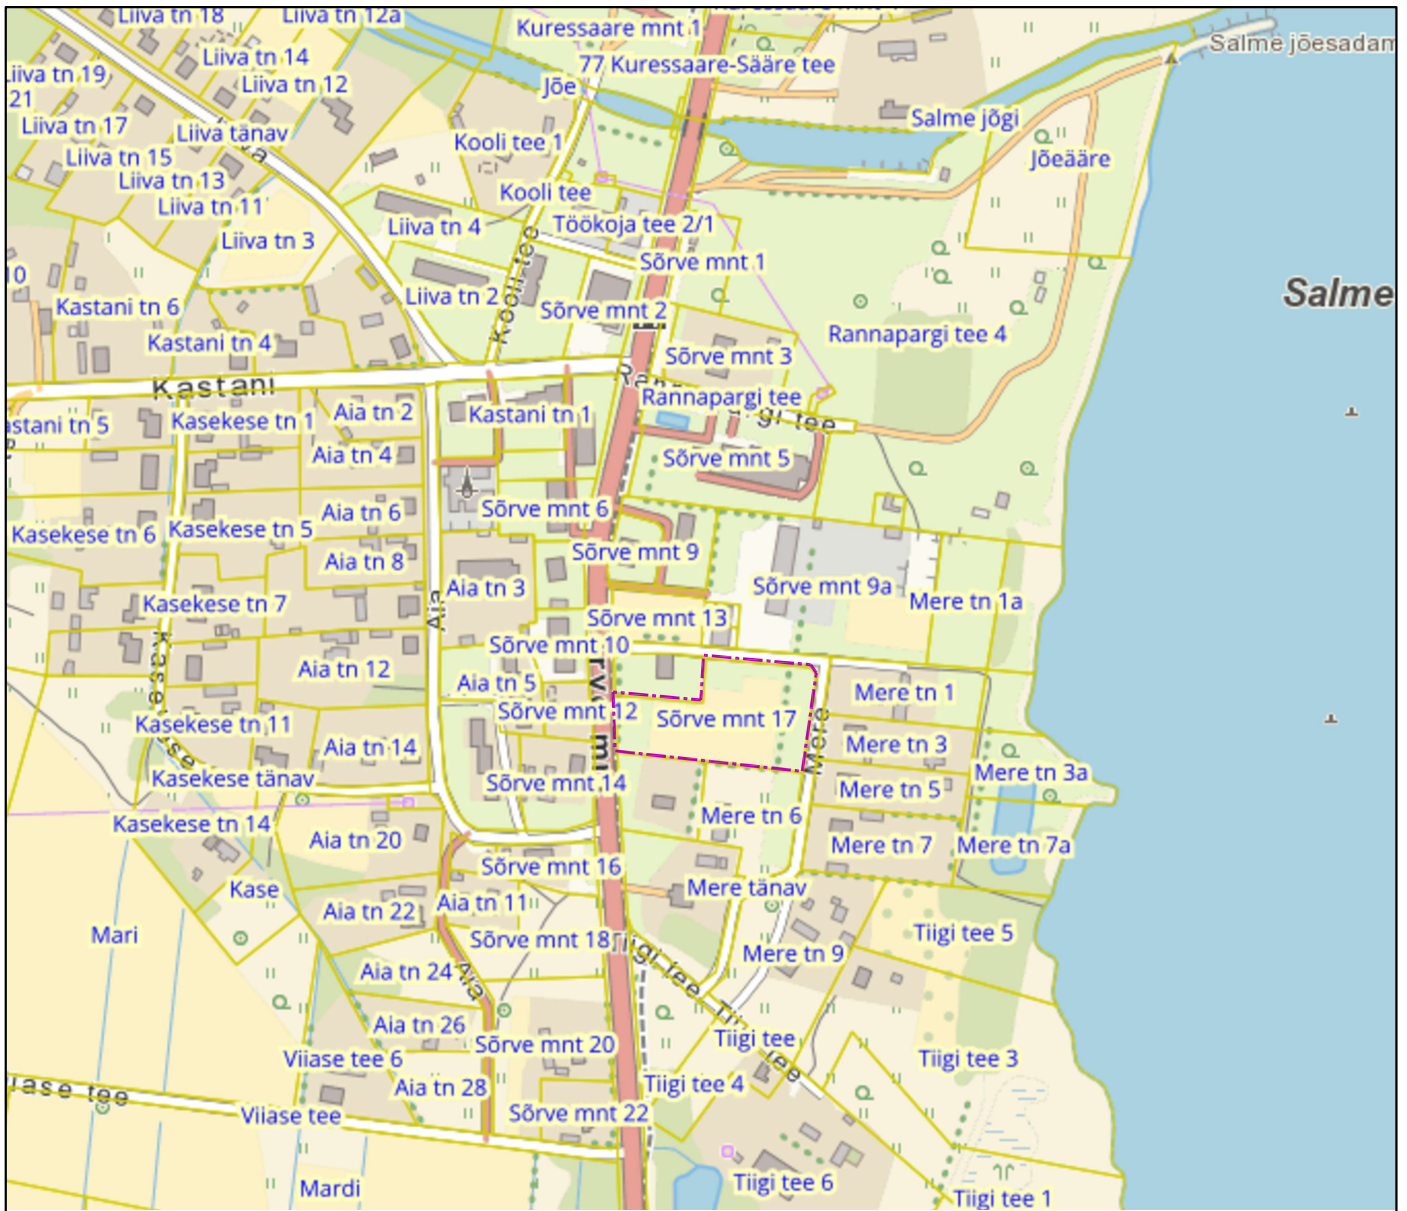 Liiva tn 18
Liiva tn 12a
Kuressaare mnt 1
Salme jõesadam
Liiva tn 14
77 Kuressaare-Sääre tee
Liiva tn 19
Liiva tn 12
Jõe
21
Liiva tn 17
Liiva tänav
Salme jõgi
Kooli tee 1
Liiva tn 15
Jõeääre
Liiva tn 13
Kooli tee
Liiva tn 11
Liiva tn 4
Töökoja tee 2/1
Liiva tn 3
Kooli tee
Sõrve mnt 1
10
Salme
Liiva tn 2
Kastani tn 6
Sõrve mnt 2
Rannapargi tee 4
Kastani tn 4
Sõrve mnt 3
Kastani
Rannapargi tee
Aia tn 2
Kastani tn 1
Kasekese tn 1
astani tn 5
Aia tn 4
Sõrve mnt 5
Sõrve mnt 6
Aia tn 6
Kasekese tn 5
Kasekese tn 6
Sõrve mnt 9
Aia tn 8
Aia tn 3
Sõrve mnt 9a
Mere tn 1a
Kasekese tn 7
Aia
Sõrve mnt 13
Sõrve mnt 10
Aia tn 12
Aia tn 5
Mere tn 1
Sõrve mnt 12
Sõrve mnt 17
Kasekese tn 11
Mere
Aia tn 14
Mere tn 3
Mere tn 3a
Kasekese tänav
Sõrve mnt 14
Mere tn 5
Mere tn 6
Kasekese tn 14
Aia tn 20
Mere tn 7
Mere tn 7a
Sõrve mnt 16
Kase
Mere tänav
Aia tn 11
Aia tn 22
Mari
Sõrve mnt 18
Tiigi tee
Tiigi tee 5
Mere tn 9
Aia tn 24
Aia
Aia tn 26
Tiigi tee
Sõrve mnt 20
Viiase tee 6
Tiigi tee 3
Tiigi tee 4
Aia tn 28
iiase tee
Viiase tee
Sõrve mnt 22
Tiigi tee 6
Mardi
Tiigi tee 1